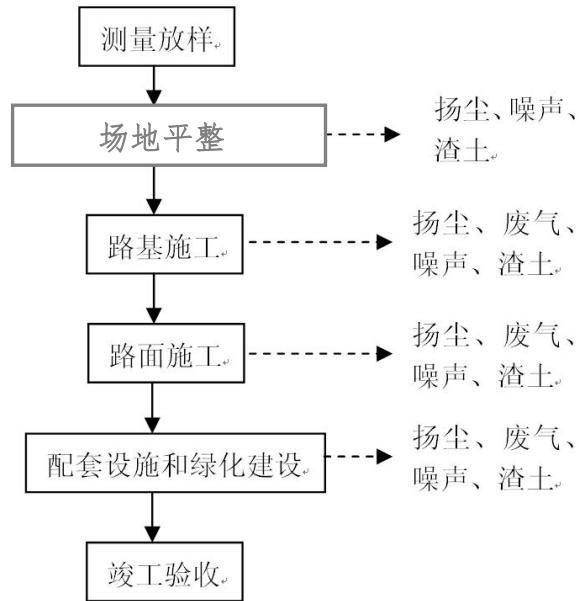 测量放样
场地平整
扬尘、噪声、
渣土
路基施工
扬尘、废气、
噪声、渣土
路面施工
扬尘、废气、
噪声、渣土
配套设施和绿化建设
扬尘、废气、
噪声、渣土
竣工验收